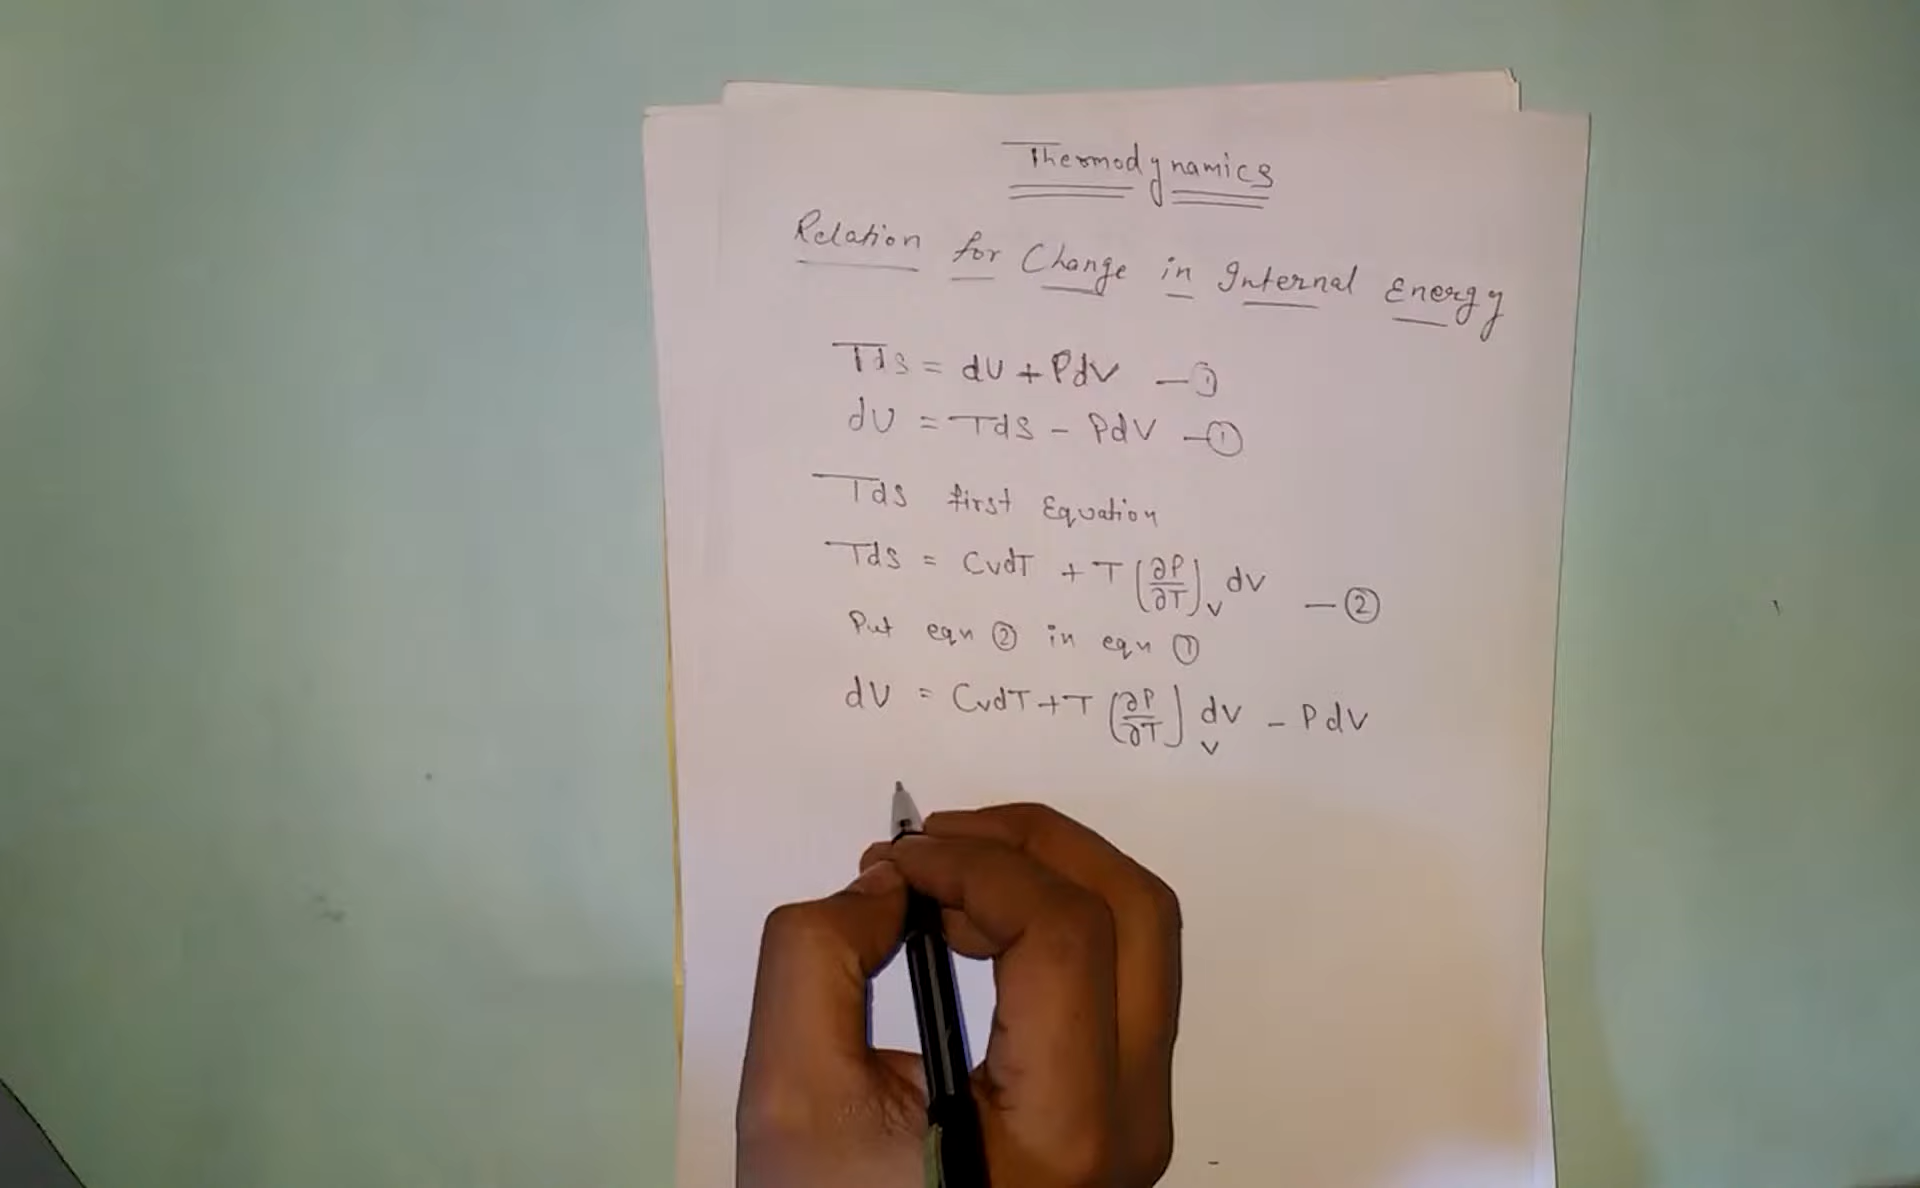 Thermodynamics
Relation for Change in Internal Energy
Tds = dU + PdV — ①
dU = Tds - PdV — ①
Tds first Equation
Tds = CvdT + T (∂P/∂T)v dv — ②
Put eqn ② in eqn ①
dV = CvdT + T (∂P/∂T)v dv - Pdv